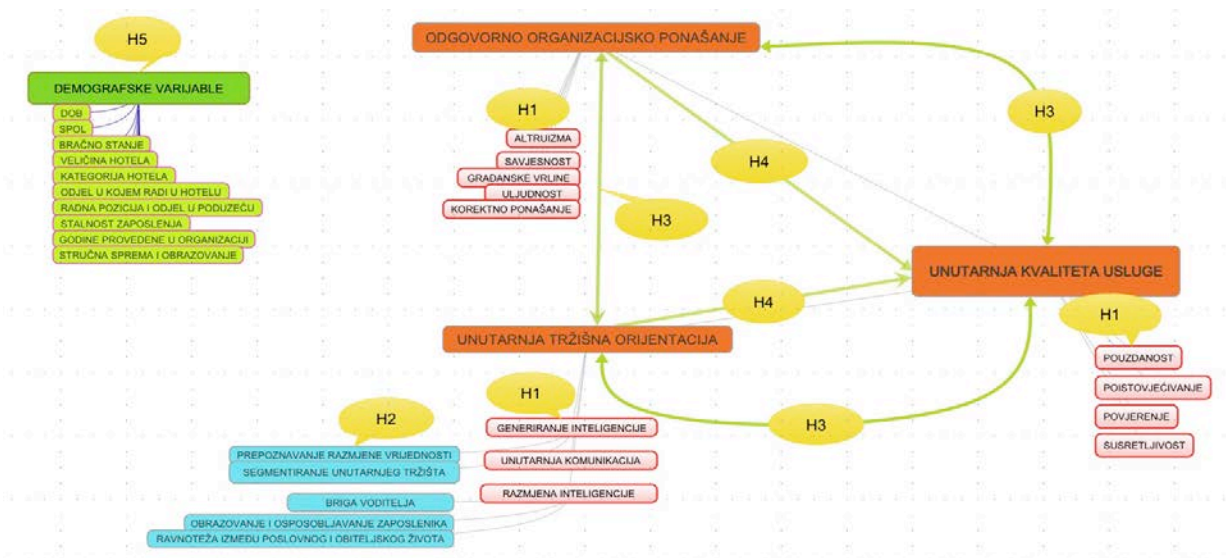 H5
DEMOGRAFSKE VARIJABLE
DOB
SPOL
BRAČNO STANJE
VELIČINA HOTELA
KATEGORIJA HOTELA
ODJEL U KOJEM RADI U HOTELU
RADNA POZICIJA I ODJEL U PODUZEĆU
STALNOST ZAPOSLENJA
GODINE PROVEDENE U ORGANIZACIJI
STRUČNA SPREMA I OBRAZOVANJE
ODGOVORNO ORGANIZACIJSKO PONAŠANJE
H1
ALTRUIZMA
SAVJESNOST
GRAĐANSKE VRLINE
ULJUDNOST
KOREKTNO PONAŠANJE
H3
H4
H3
UNUTARNJA KVALITETA USLUGE
H1
POUZDANOST
POISTOVJEĆIVANJE
POVJERENJE
SUSRETLJIVOST
H4
UNUTARNJA TRŽIŠNA ORIJENTACIJA
H3
H1
GENERIRANJE INTELIGENCIJE
UNUTARNJA KOMUNIKACIJA
RAZMJENA INTELIGENCIJE
H2
PREPOZNAVANJE RAZMJENE VRIJEDNOSTI
SEGMENTIRANJE UNUTARNJEG TRŽIŠTA
BRIGA VODITELJA
OBRAZOVANJE I OSPOSOBLJAVANJE ZAPOSLENIKA
RAVNOTEŽA IZMEĐU POSLOVNOG I OBITELJSKOG ŽIVOTA